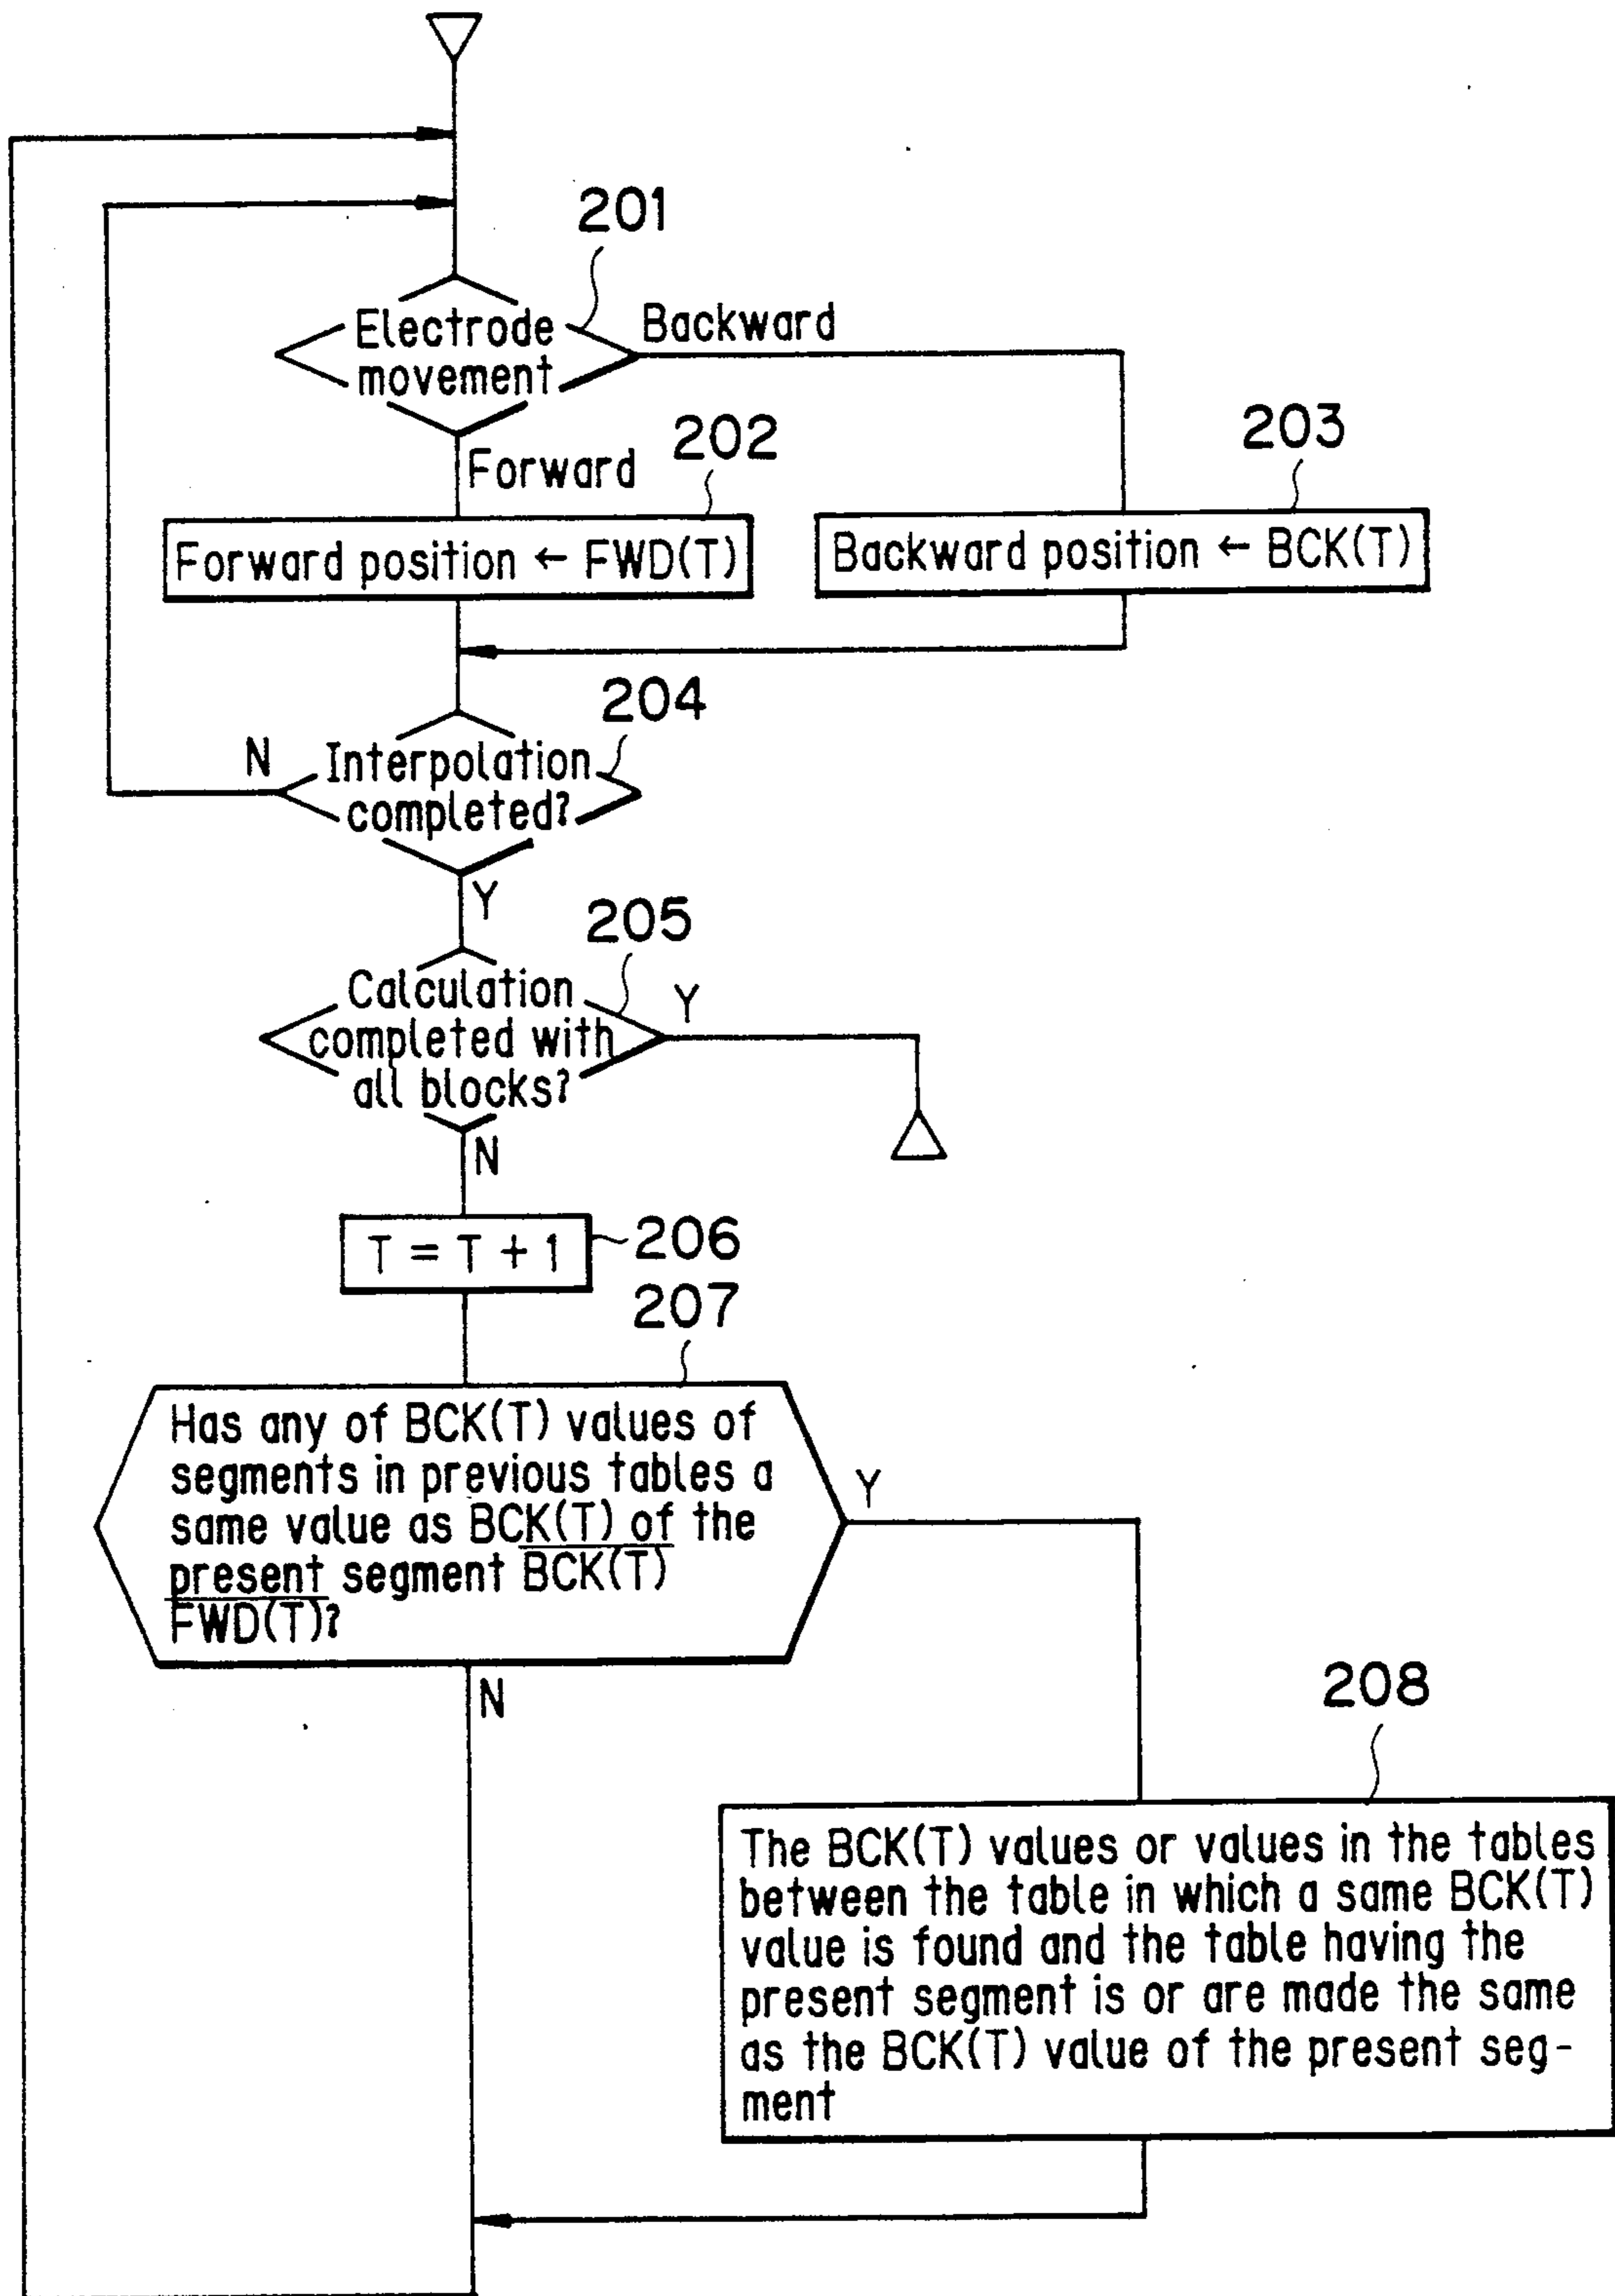 201
Electrode
movement
Backward
Forward
202
203
Forward position ← FWD(T)
Backward position ← BCK(T)
204
N
Interpolation
completed?
Y
205
Calculation
completed with
all blocks?
Y
N
T = T + 1
206
207
Has any of BCK(T) values of
segments in previous tables a
same value as BCK(T) of the
present segment BCK(T)
FWD(T)?
Y
N
208
The BCK(T) values or values in the tables
between the table in which a same BCK(T)
value is found and the table having the
present segment is or are made the same
as the BCK(T) value of the present seg-
ment